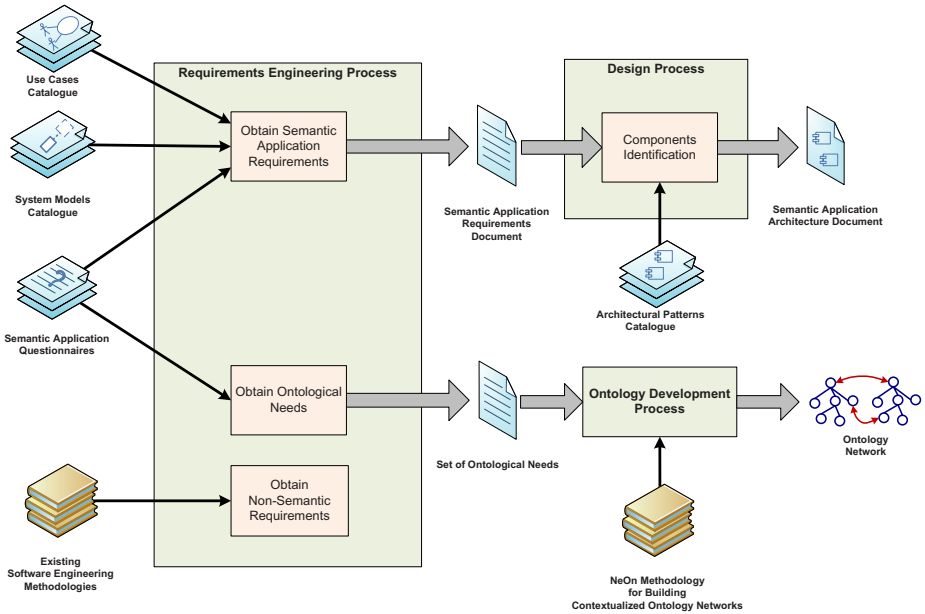 Use Cases
Catalogue
System Models
Catalogue
Semantic Application
Questionnaires
Existing
Software Engineering
Methodologies
Requirements Engineering Process
Obtain Semantic
Application
Requirements
Obtain Ontological
Needs
Obtain
Non-Semantic
Requirements
Semantic Application
Requirements
Document
Set of Ontological Needs
Design Process
Components
Identification
Architectural Patterns
Catalogue
Ontology Development
Process
NeOn Methodology
for Building
Contextualized Ontology Networks
Semantic Application
Architecture Document
Ontology
Network